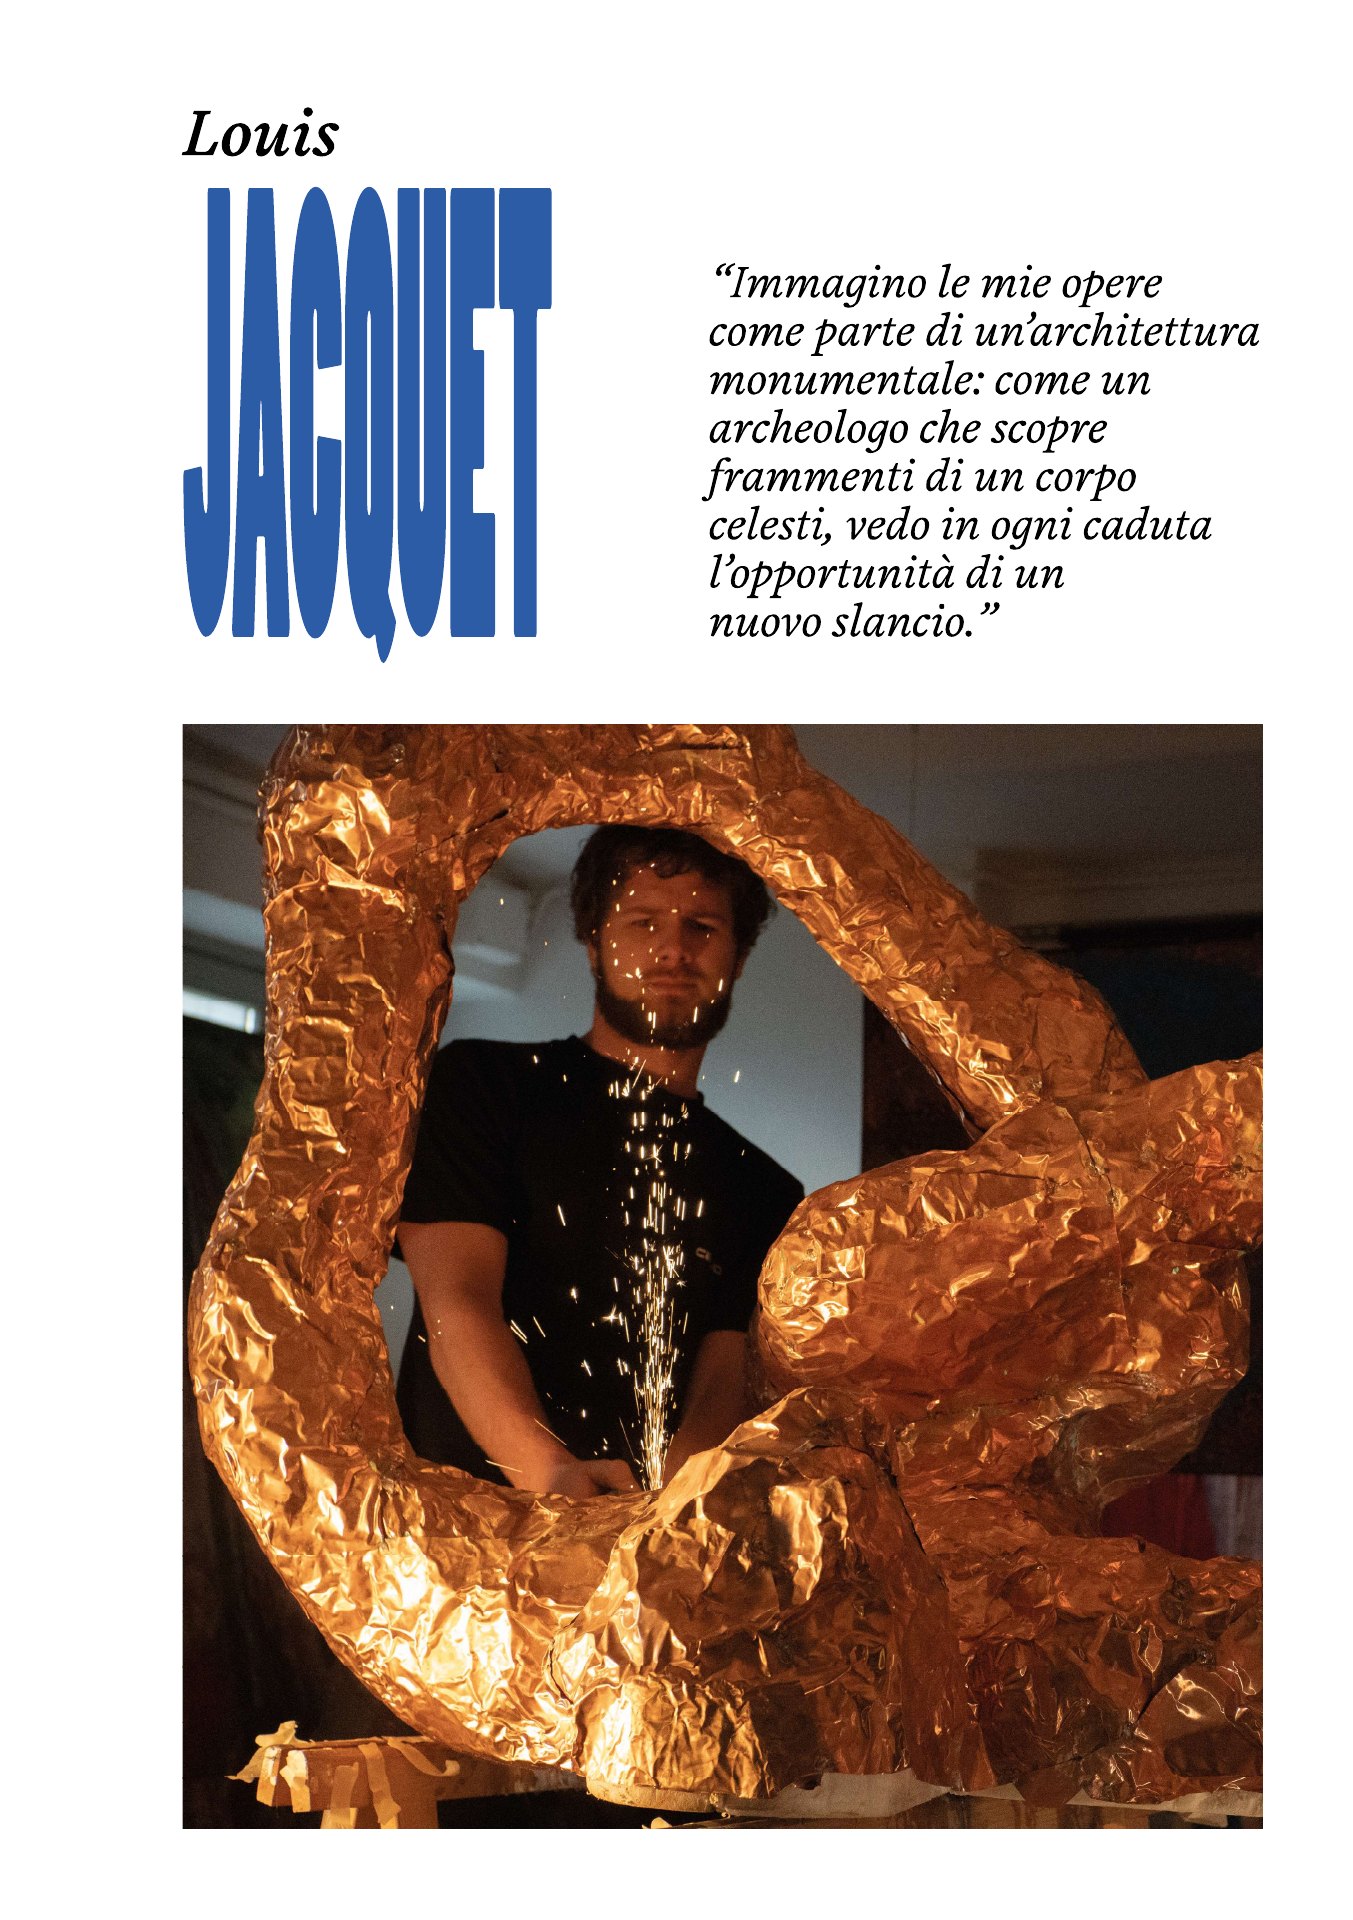 Louis
JACQUET
“Immagino le mie opere
come parte di un’architettura
monumentale: come un
archeologo che scopre
frammenti di un corpo
celesti, vedo in ogni caduta
l’opportunità di un
nuovo slancio.”